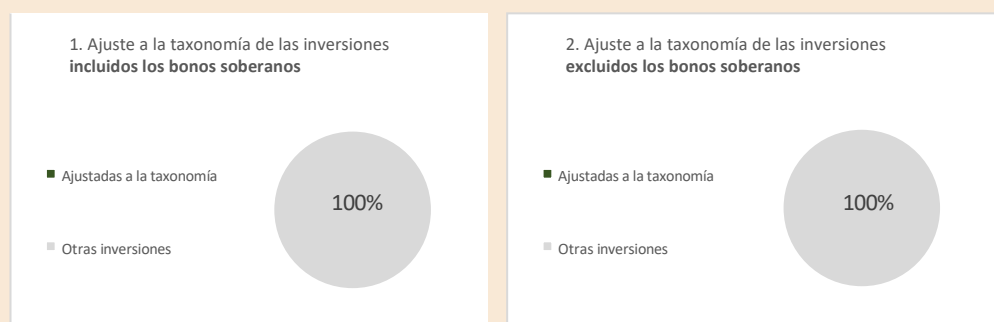 1. Ajuste a la taxonomía de las inversiones
incluidos los bonos soberanos
Ajustadas a la taxonomía
Otras inversiones
100%
2. Ajuste a la taxonomía de las inversiones
excluidos los bonos soberanos
Ajustadas a la taxonomía
Otras inversiones
100%